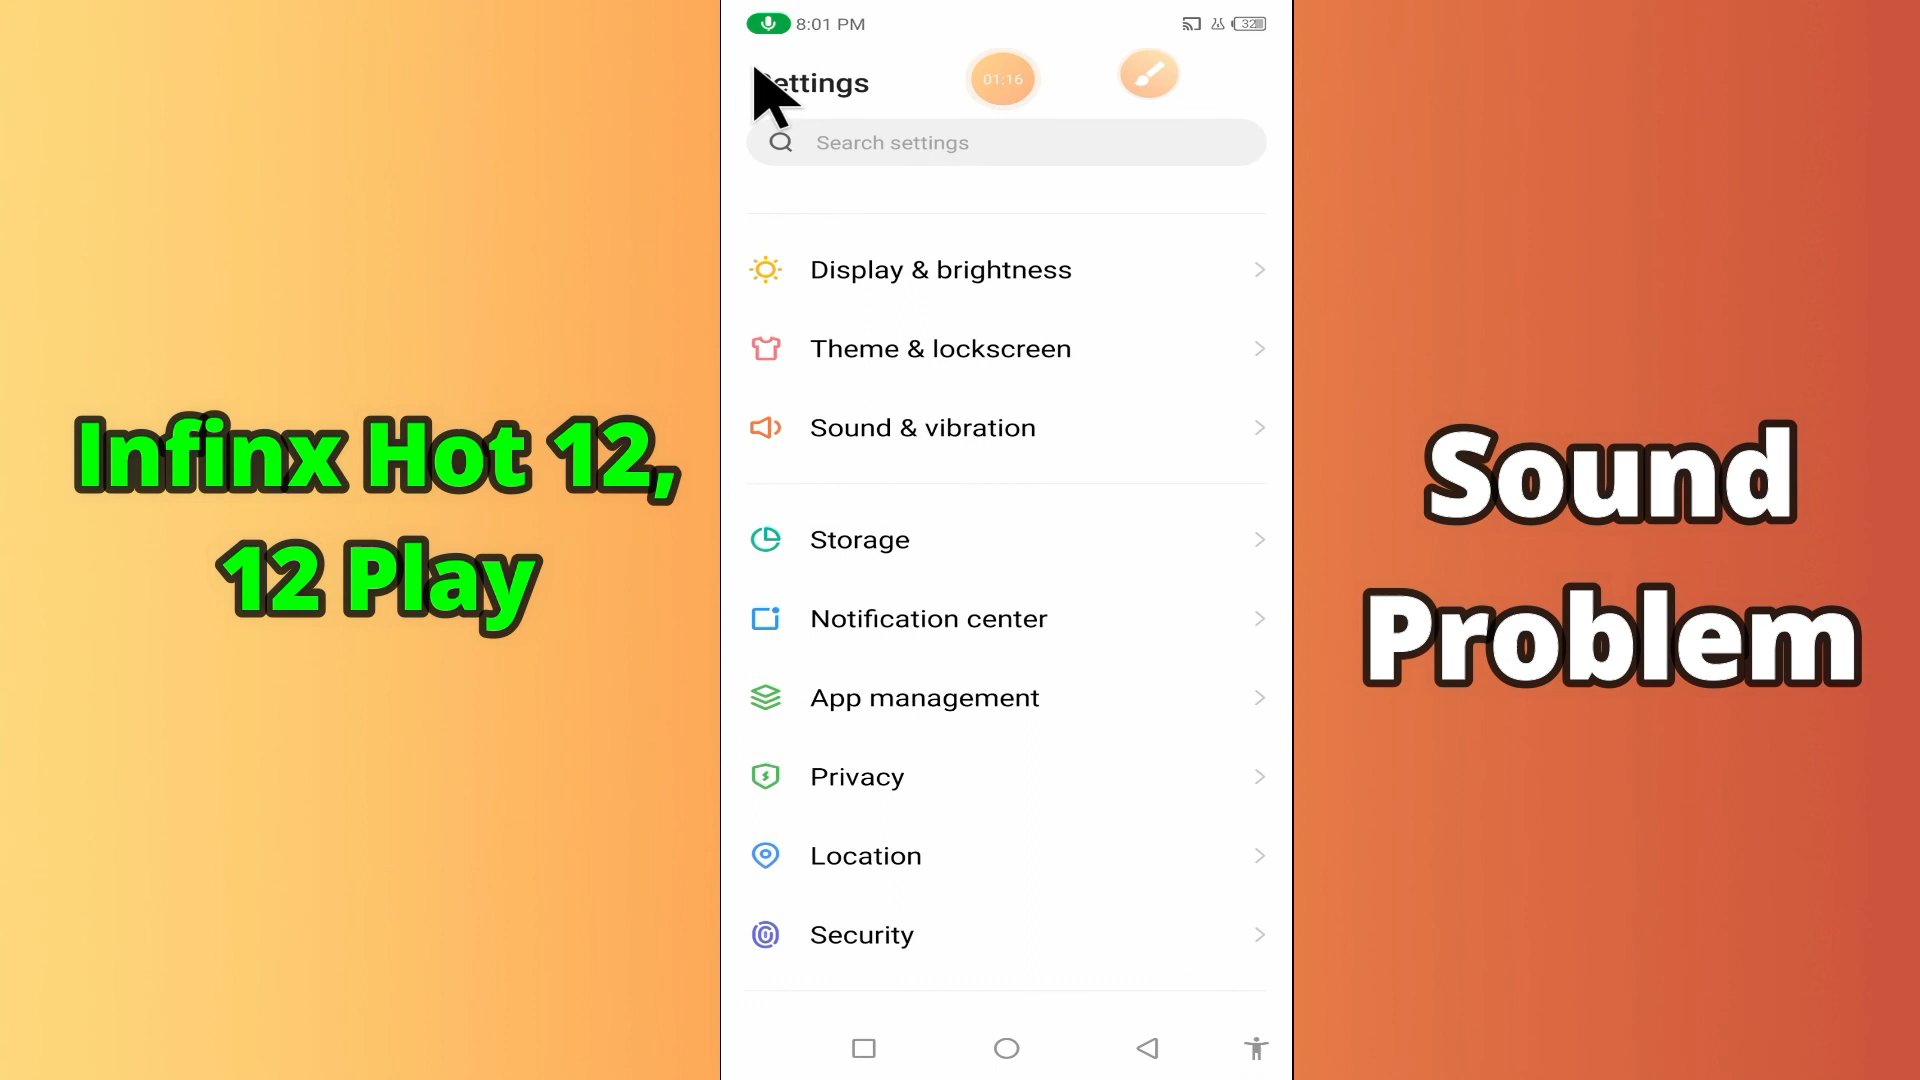 8:01 PM
32
ettings
01:16
Search settings
Display & brightness
Theme & lockscreen
Sound & vibration
Storage
Notification center
App management
Privacy
Location
Security
Infinx Hot 12,
12 Play
Sound
Problem